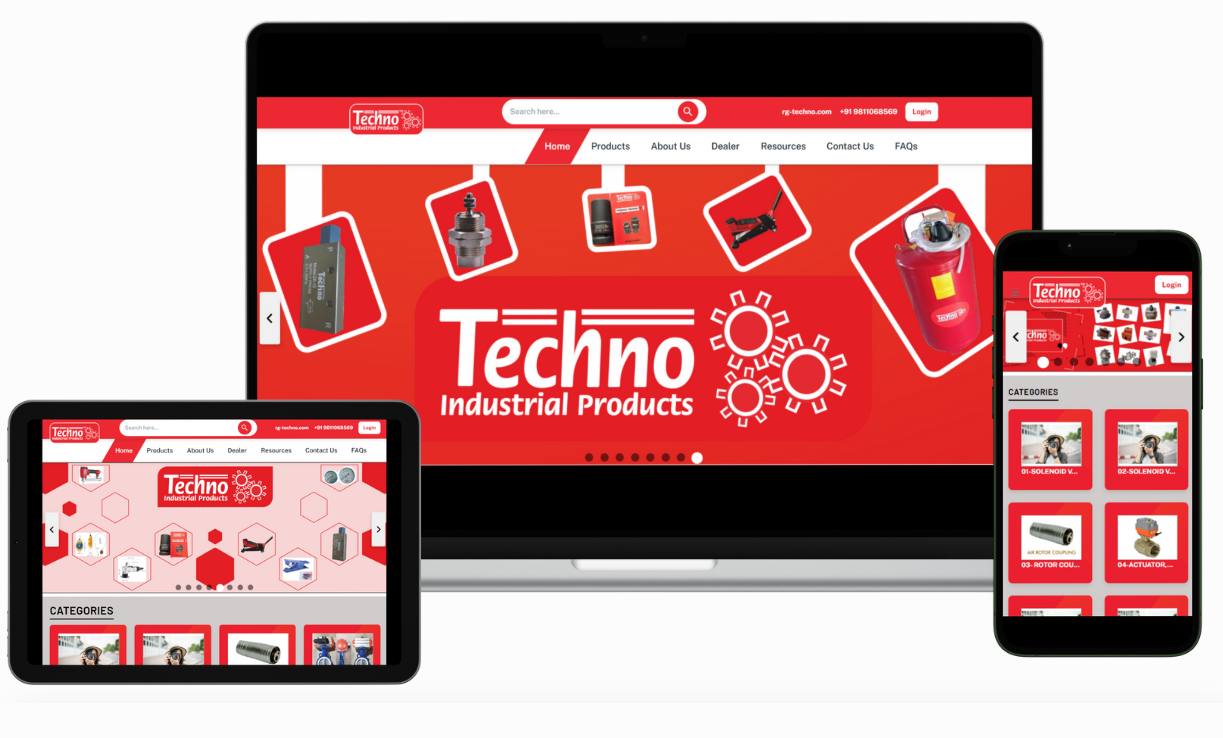 Techno
Industrial Products
Search here...
rg-techno.com +91 9811068569 Login
Home Products About Us Dealer Resources Contact Us FAQs
Techno
Techno
Techno
Industrial Products
Techno
Industrial Products
Search here...
rg-techno.com +91 9811068569 Login
Home Products About Us Dealer Resources Contact Us FAQs
Techno
Industrial Products
CATEGORIES
Techno
Industrial Products
Login
CATEGORIES
01-SOLENOID V...
02-SOLENOID V...
AIR ROTOR COUPLING
03- ROTOR COU...
04-ACTUATOR,...